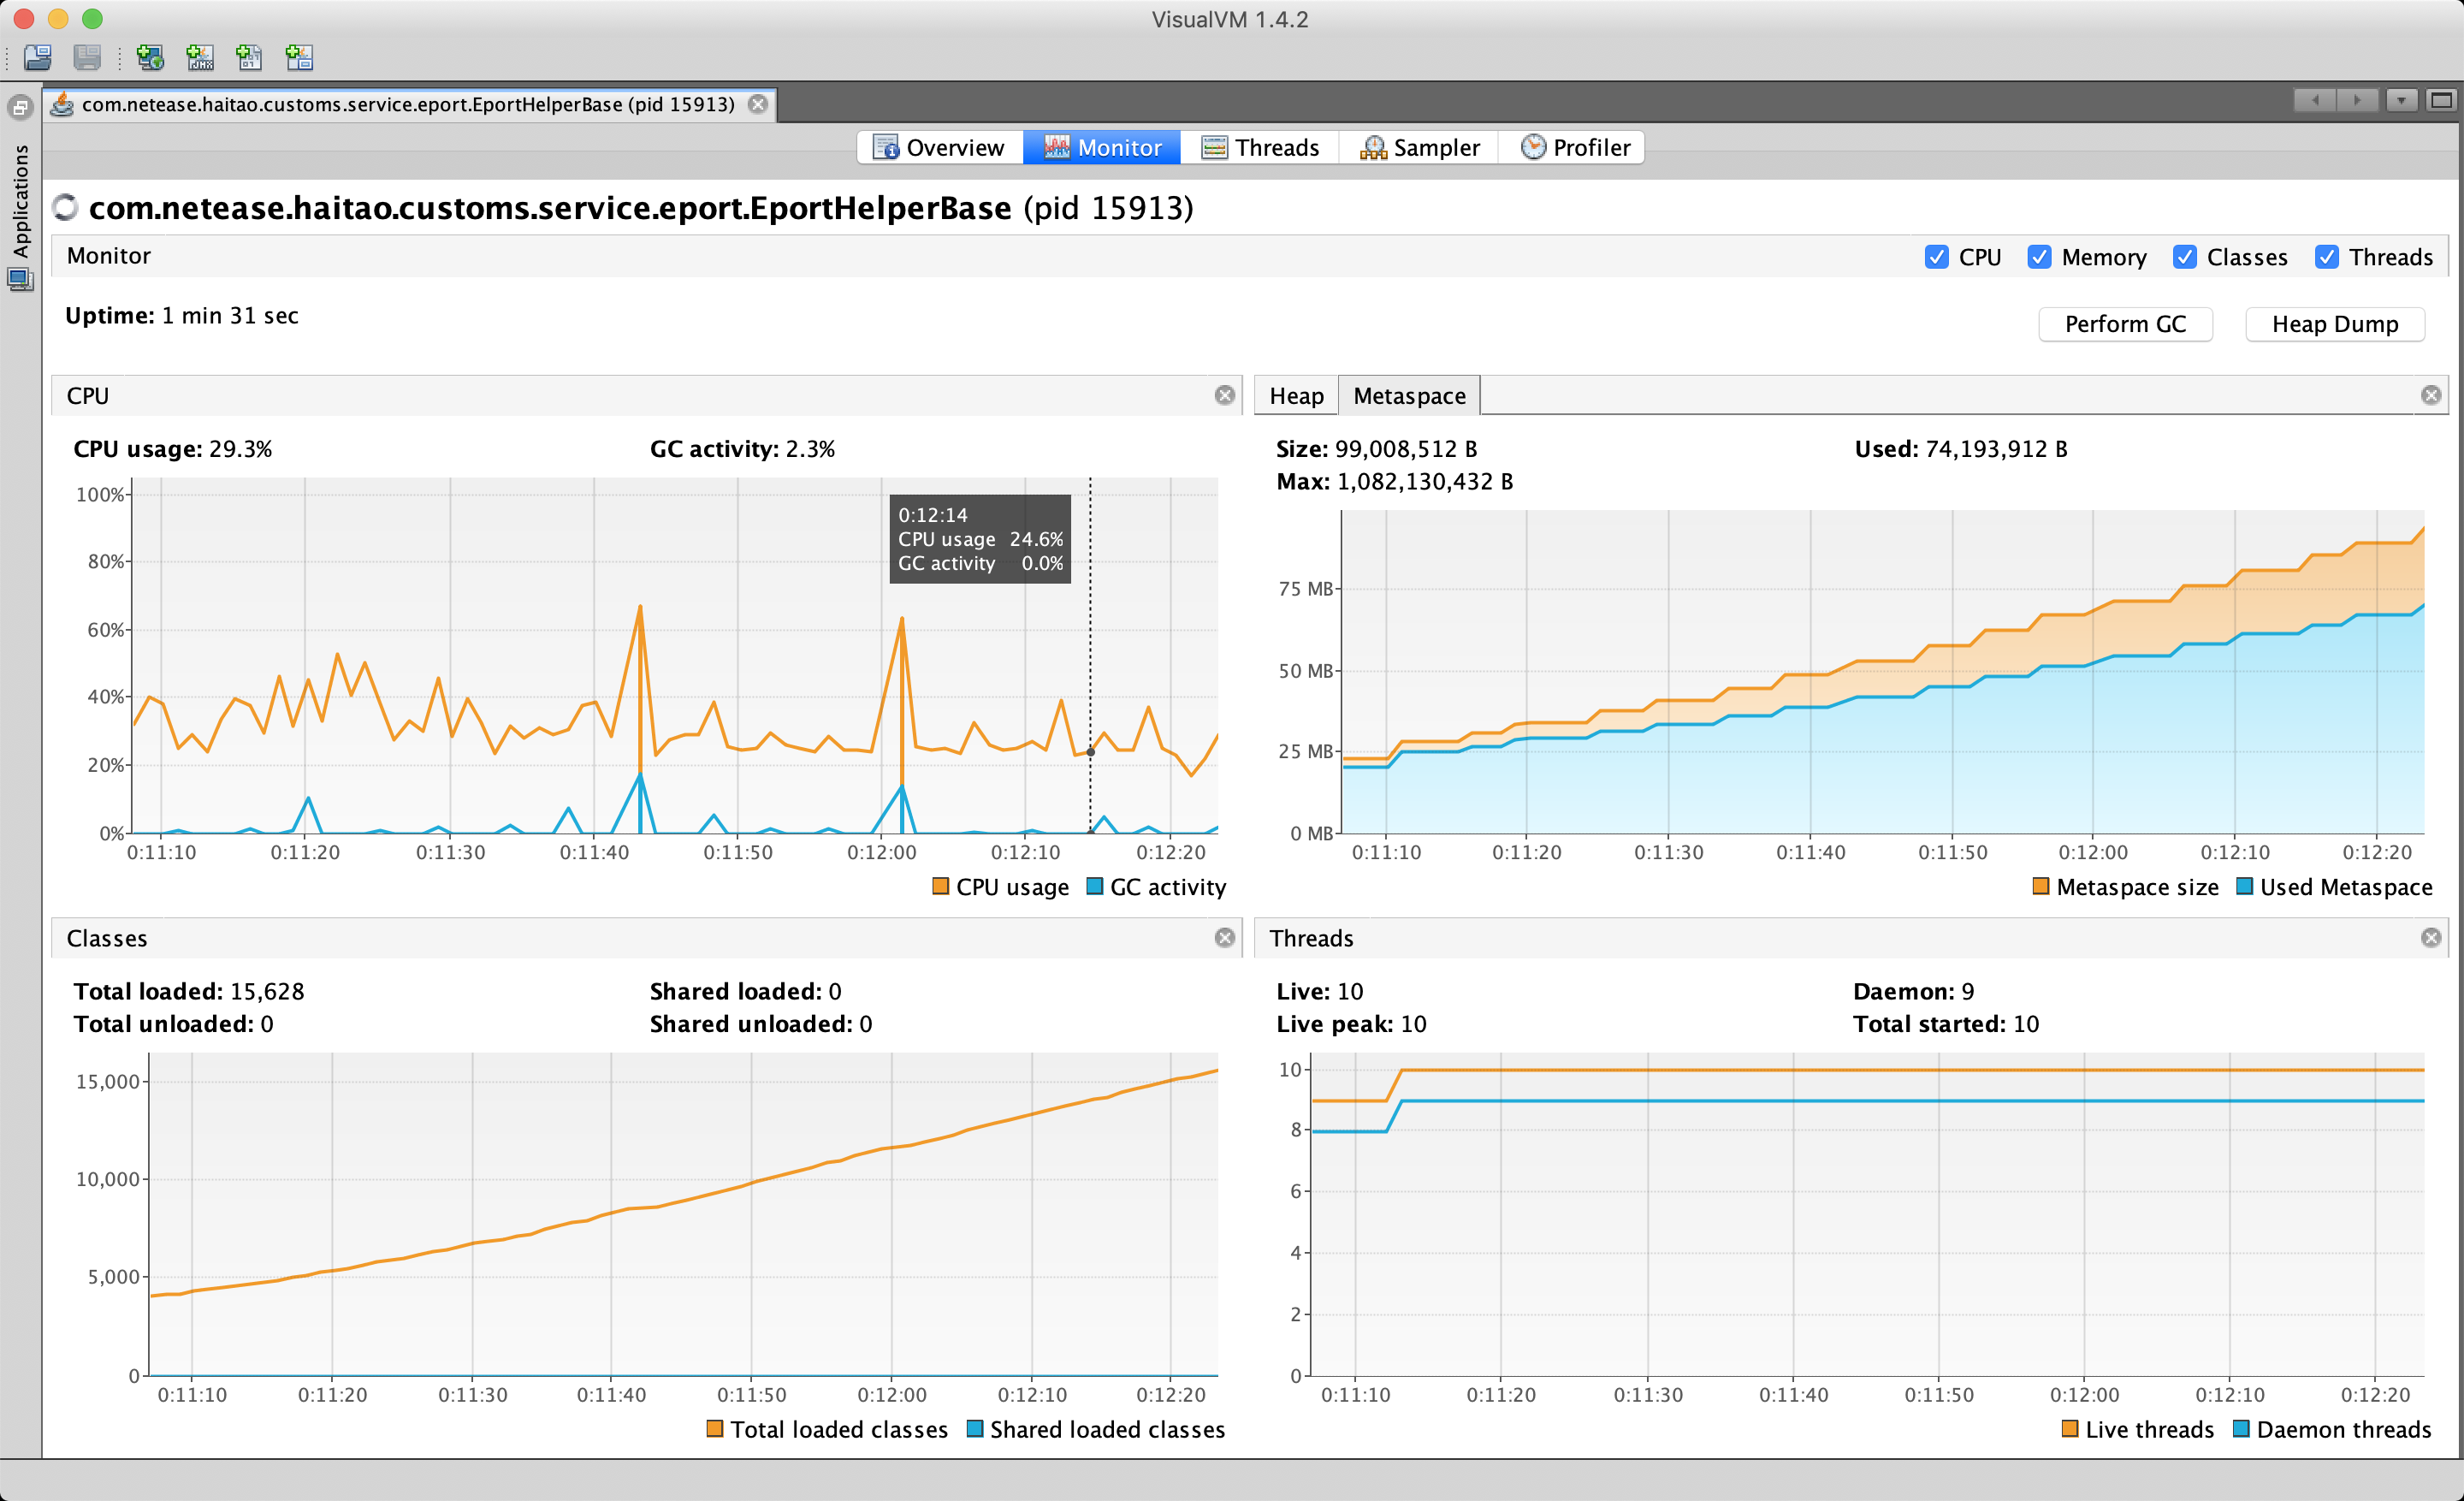 VisualVM 1.4.2
com.netease.haitao.customs.service.eport.EportHelperBase (pid 15913)
Applications
Overview Monitor Threads Sampler Profiler
com.netease.haitao.customs.service.eport.EportHelperBase (pid 15913)
Monitor
CPU Memory Classes Threads
Uptime: 1 min 31 sec
Perform GC Heap Dump
CPU
CPU usage: 29.3% GC activity: 2.3%
100%
80%
60%
40%
20%
0%
0:12:14
CPU usage 24.6%
GC activity 0.0%
0:11:10 0:11:20 0:11:30 0:11:40 0:11:50 0:12:00 0:12:10 0:12:20
CPU usage GC activity
Heap Metaspace
Size: 99,008,512 B Used: 74,193,912 B
Max: 1,082,130,432 B
75 MB
50 MB
25 MB
0 MB
0:11:10 0:11:20 0:11:30 0:11:40 0:11:50 0:12:00 0:12:10 0:12:20
Metaspace size Used Metaspace
Classes
Total loaded: 15,628 Shared loaded: 0
Total unloaded: 0 Shared unloaded: 0
15,000
10,000
5,000
0
0:11:10 0:11:20 0:11:30 0:11:40 0:11:50 0:12:00 0:12:10 0:12:20
Total loaded classes Shared loaded classes
Threads
Live: 10 Daemon: 9
Live peak: 10 Total started: 10
10
8
6
4
2
0
0:11:10 0:11:20 0:11:30 0:11:40 0:11:50 0:12:00 0:12:10 0:12:20
Live threads Daemon threads